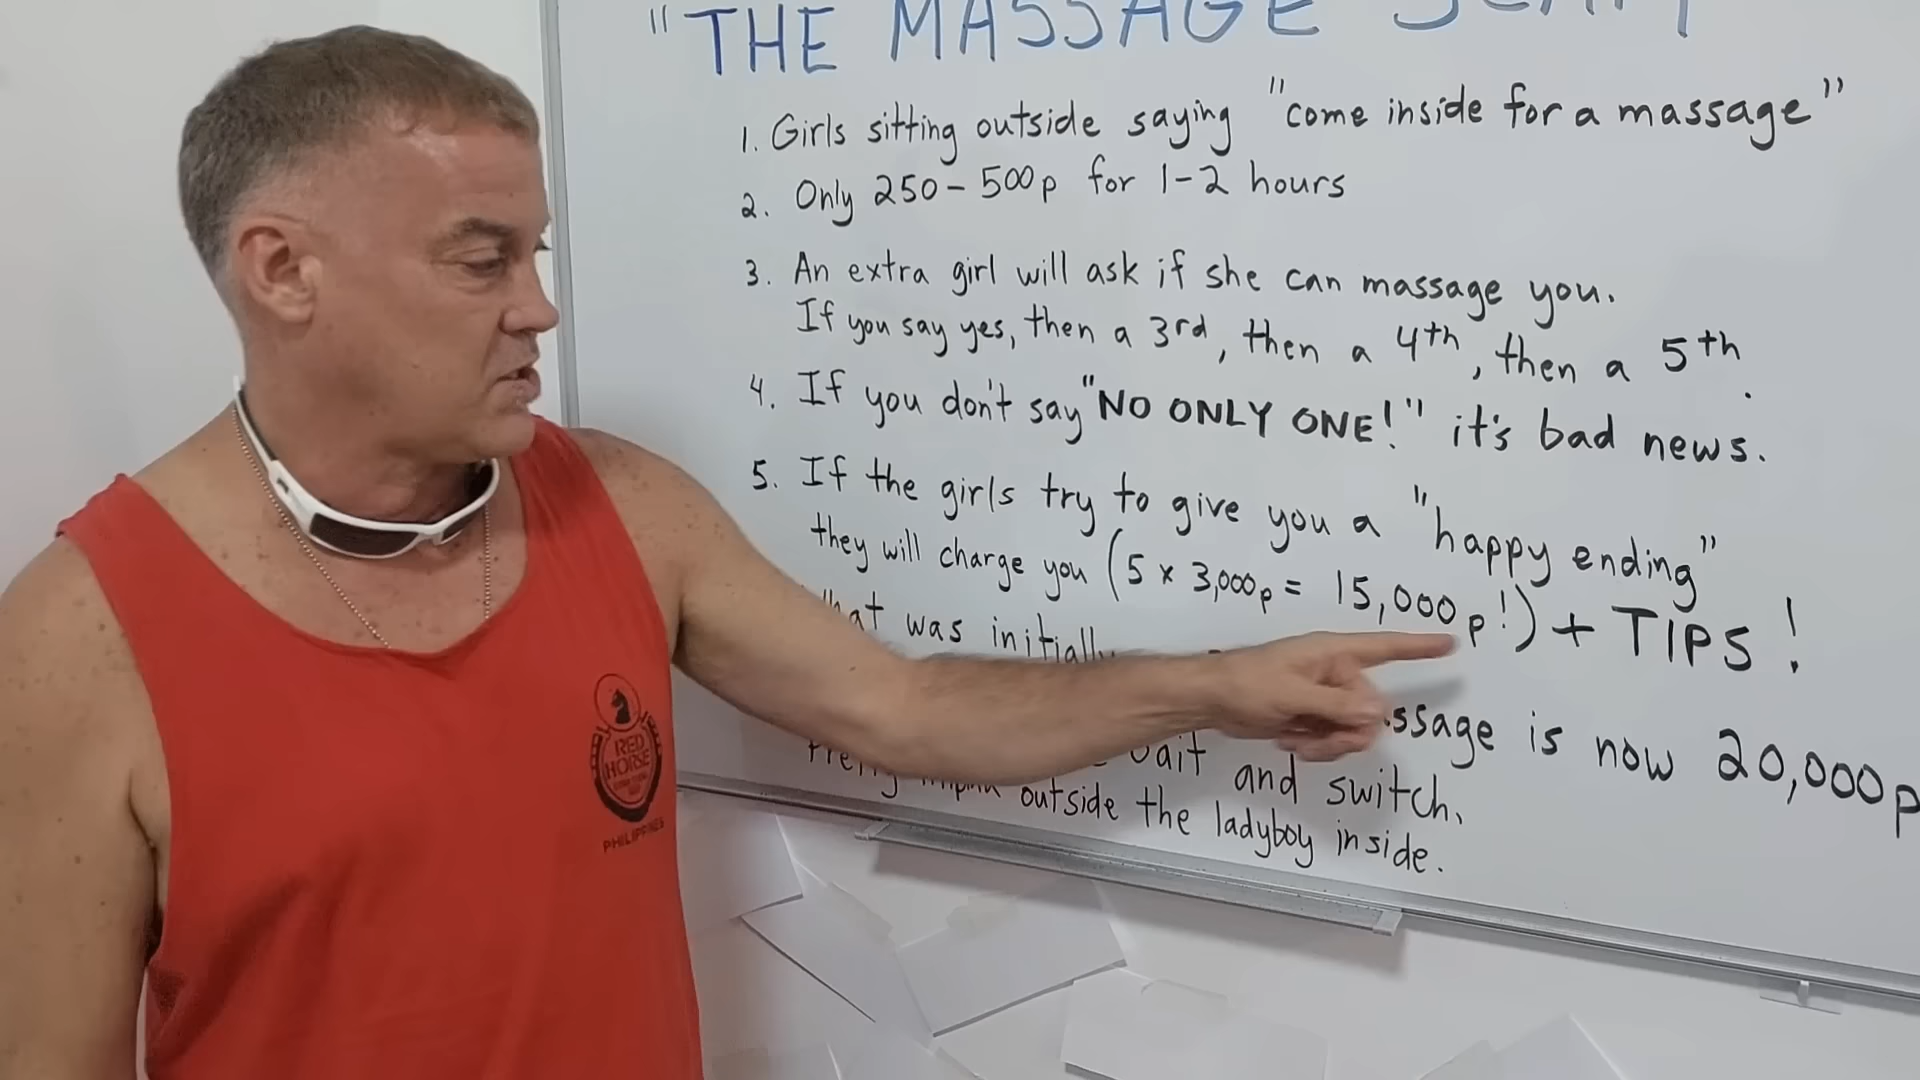 "THE MASSAGE SCAM
1. Girls sitting outside saying "come inside for a massage"
2. Only 250-500p for 1-2 hours
3. An extra girl will ask if she can massage you.
If you say yes, then a 3rd, then a 4th, then a 5th.
4. If you don't say "NO ONLY ONE!" it's bad news.
5. If the girls try to give you a "happy ending"
they will charge you (5 x 3,000p = 15,000p!) + TIPS!
was initially
is now 20,000p
and switch.
outside the ladyboy inside.
RED
HORSE
PHILIPPINES